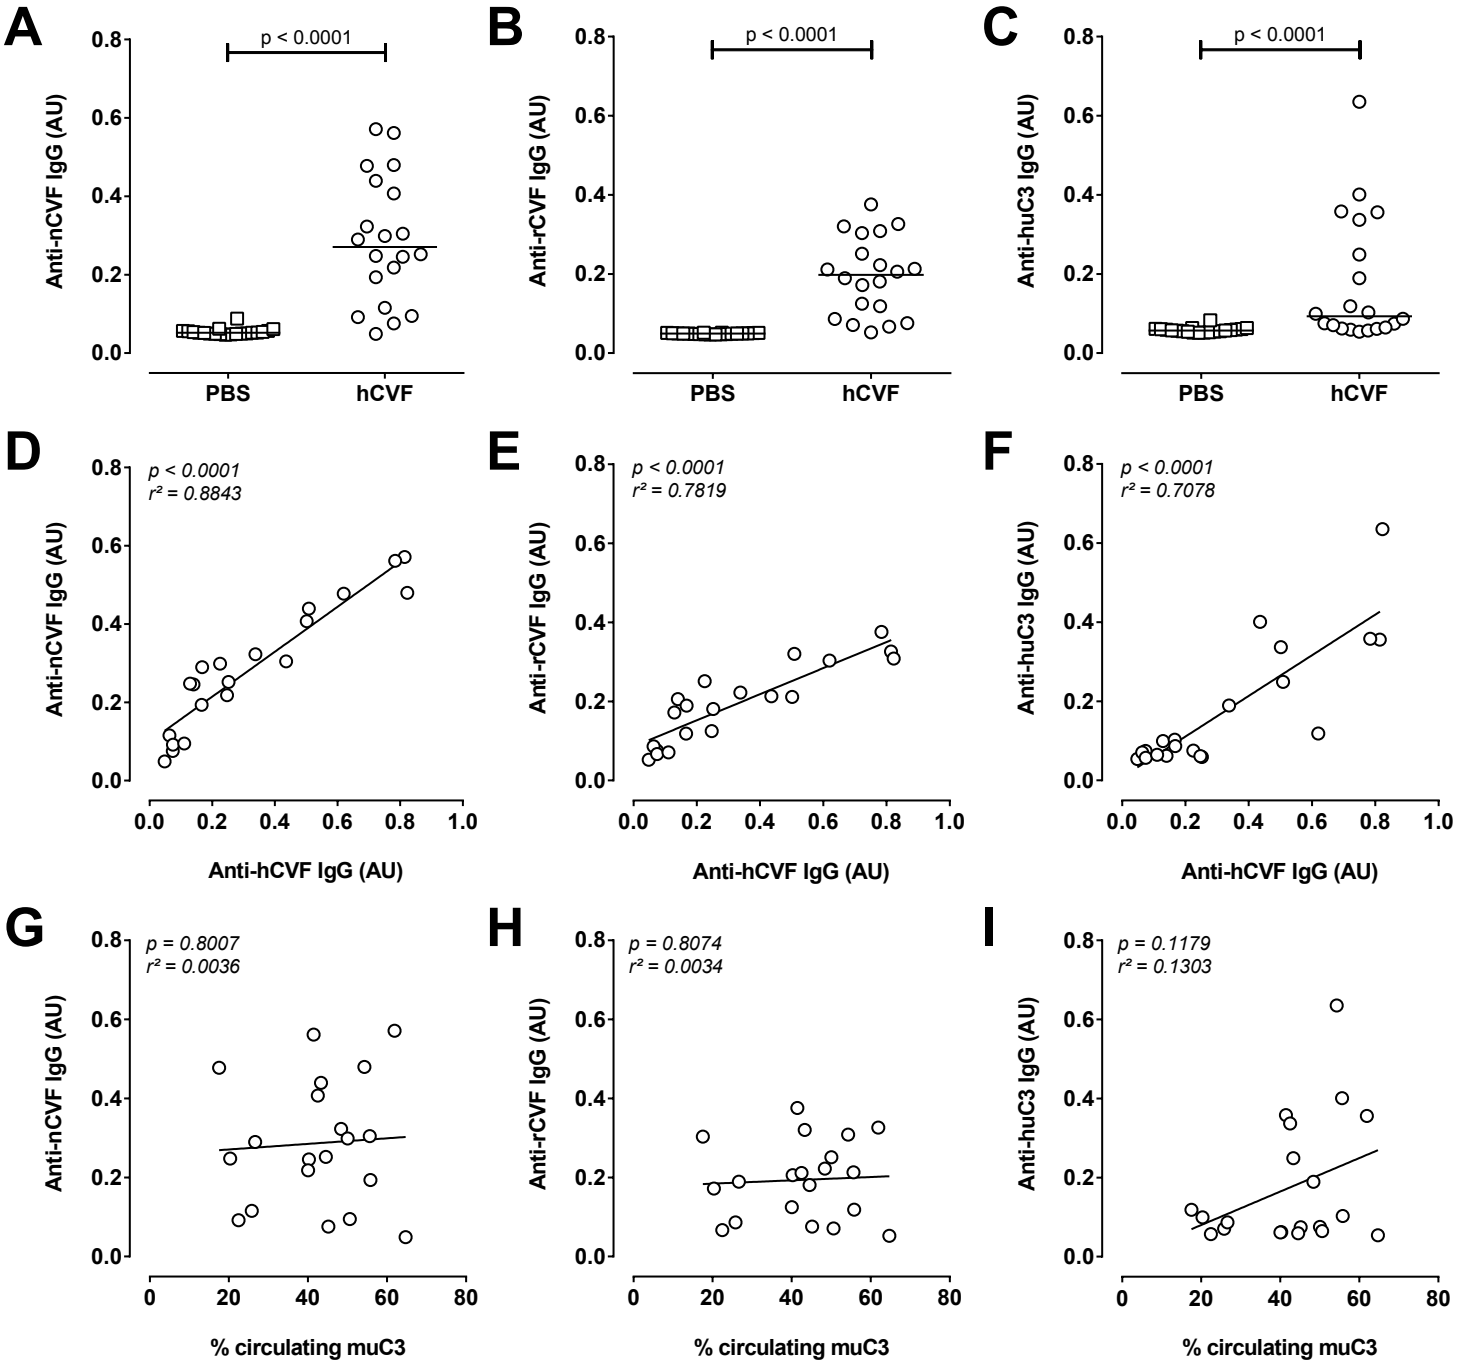 A
p < 0.0001
Anti-nCVF IgG (AU)
0.8
0.6
0.4
0.2
0.0
PBS hCVF
B
p < 0.0001
Anti-rCVF IgG (AU)
0.8
0.6
0.4
0.2
0.0
PBS hCVF
C
p < 0.0001
Anti-huC3 IgG (AU)
0.8
0.6
0.4
0.2
0.0
PBS hCVF
D
p < 0.0001
r² = 0.8843
Anti-nCVF IgG (AU)
0.8
0.6
0.4
0.2
0.0
0.0 0.2 0.4 0.6 0.8 1.0
Anti-hCVF IgG (AU)
E
p < 0.0001
r² = 0.7819
Anti-rCVF IgG (AU)
0.8
0.6
0.4
0.2
0.0
0.0 0.2 0.4 0.6 0.8 1.0
Anti-hCVF IgG (AU)
F
p < 0.0001
r² = 0.7078
Anti-huC3 IgG (AU)
0.8
0.6
0.4
0.2
0.0
0.0 0.2 0.4 0.6 0.8 1.0
Anti-hCVF IgG (AU)
G
p = 0.8007
r² = 0.0036
Anti-nCVF IgG (AU)
0.8
0.6
0.4
0.2
0.0
0 20 40 60 80
% circulating muC3
H
p = 0.8074
r² = 0.0034
Anti-rCVF IgG (AU)
0.8
0.6
0.4
0.2
0.0
0 20 40 60 80
% circulating muC3
I
p = 0.1179
r² = 0.1303
Anti-huC3 IgG (AU)
0.8
0.6
0.4
0.2
0.0
0 20 40 60 80
% circulating muC3